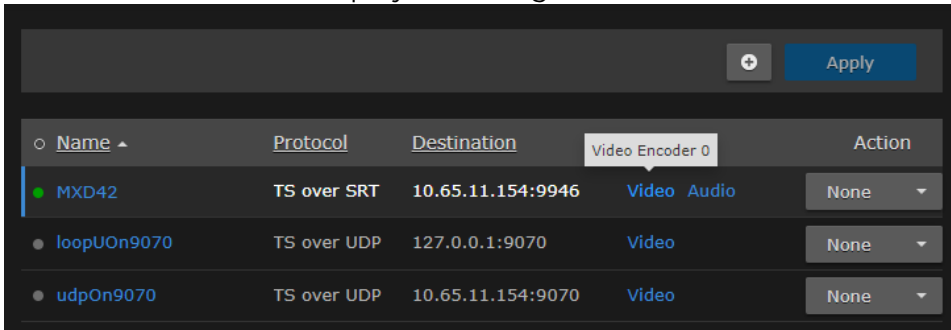 Apply
Name Protocol Destination Video Encoder 0 Action
MXD42 TS over SRT 10.65.11.154:9946 Video Audio None
loopUOn9070 TS over UDP 127.0.0.1:9070 Video None
udpOn9070 TS over UDP 10.65.11.154:9070 Video None